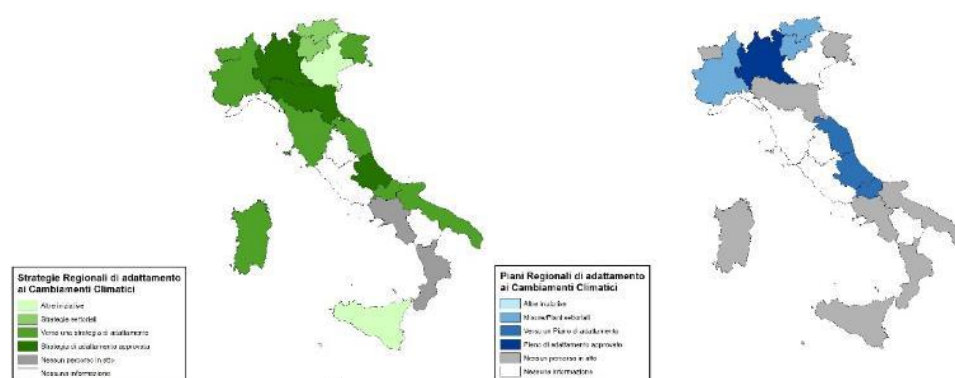 Strategie Regionali di adattamento
ai Cambiamenti Climatici
Altre iniziative
Strategie settoriali
Verso una strategia di adattamento
Strategia di adattamento approvata
Nessun percorso in atto
Nessuna informazione
Piani Regionali di adattamento
ai Cambiamenti Climatici
Altre iniziative
Misure/Piani settoriali
Verso un Piano di adattamento
Piano di adattamento approvato
Nessun percorso in atto
Nessuna informazione